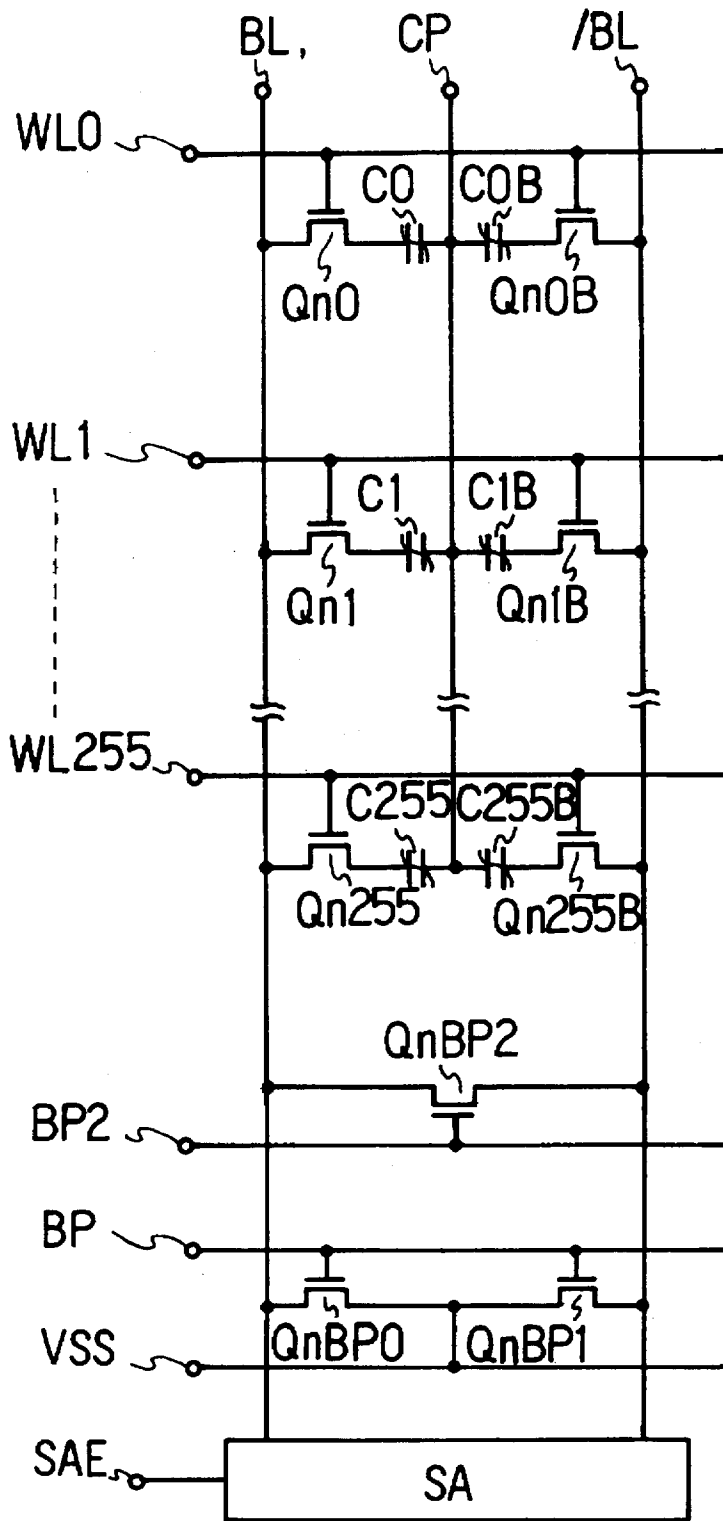 BL, CP /BL
WL0
C0 C0B
Qn0 Qn0B
WL1
C1 C1B
Qn1 Qn1B
WL255
C255 C255B
Qn255 Qn255B
QnBP2
BP2
BP
QnBP0 QnBP1
VSS
SAE SA